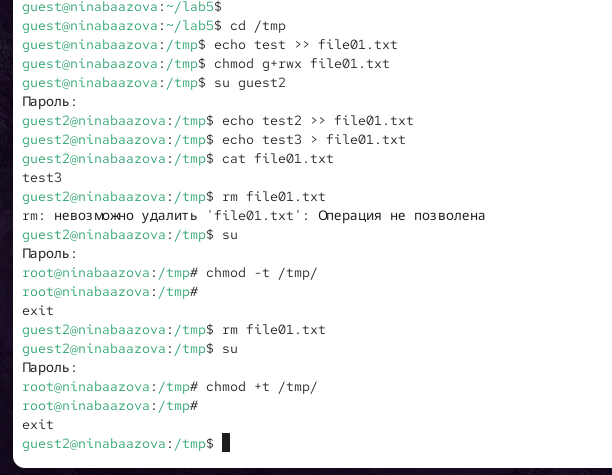 guest@ninabaazova:~/lab5$
guest@ninabaazova:~/lab5$ cd /tmp
guest@ninabaazova:/tmp$ echo test >> file01.txt
guest@ninabaazova:/tmp$ chmod g+rwx file01.txt
guest@ninabaazova:/tmp$ su guest2
Пароль:
guest2@ninabaazova:/tmp$ echo test2 >> file01.txt
guest2@ninabaazova:/tmp$ echo test3 > file01.txt
guest2@ninabaazova:/tmp$ cat file01.txt
test3
guest2@ninabaazova:/tmp$ rm file01.txt
rm: невозможно удалить 'file01.txt': Операция не позволена
guest2@ninabaazova:/tmp$ su
Пароль:
root@ninabaazova:/tmp# chmod -t /tmp/
root@ninabaazova:/tmp#
exit
guest2@ninabaazova:/tmp$ rm file01.txt
guest2@ninabaazova:/tmp$ su
Пароль:
root@ninabaazova:/tmp# chmod +t /tmp/
root@ninabaazova:/tmp#
exit
guest2@ninabaazova:/tmp$